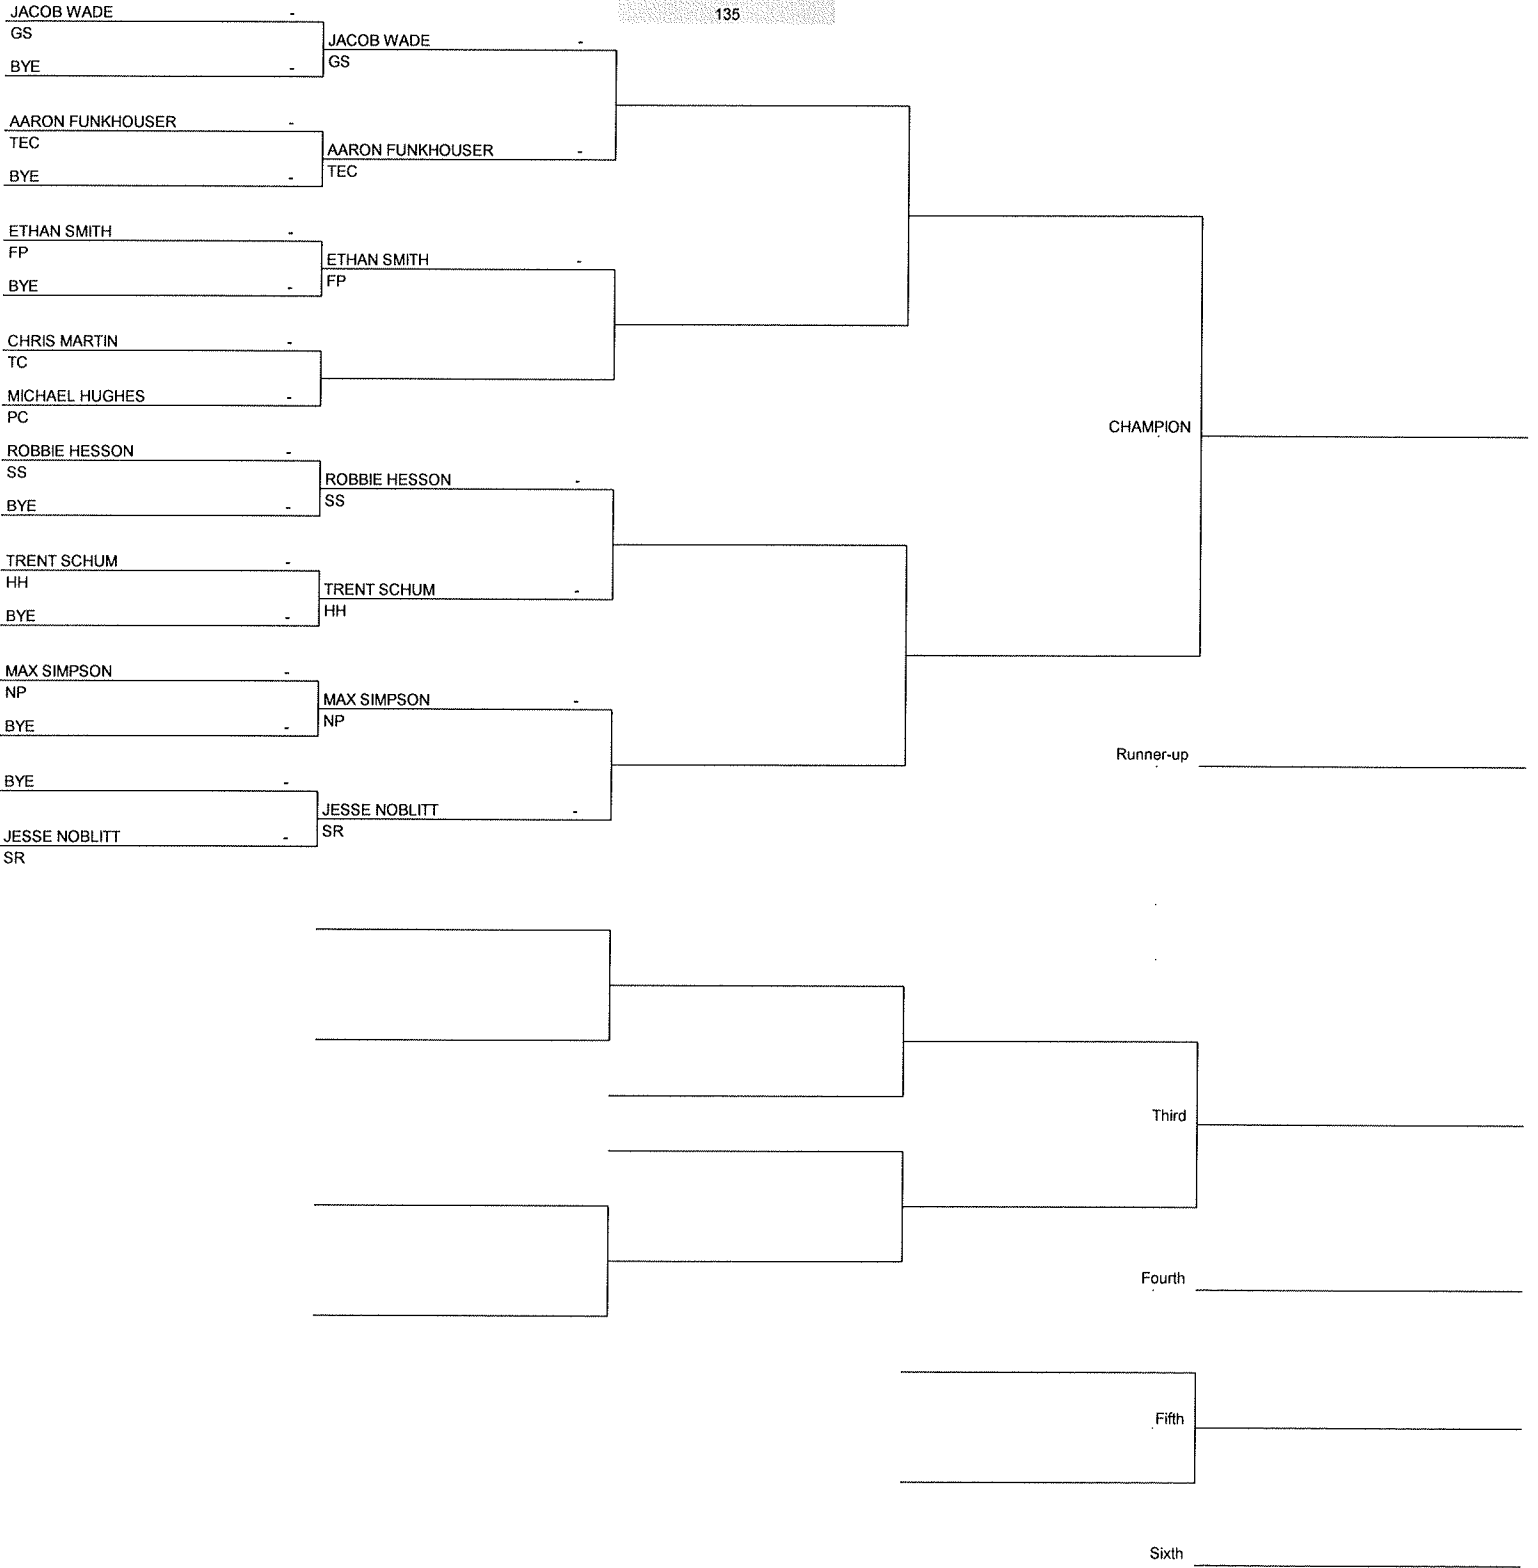 135
JACOB WADE -
GS
BYE -
AARON FUNKHOUSER -
TEC
BYE -
ETHAN SMITH -
FP
BYE -
CHRIS MARTIN -
TC
MICHAEL HUGHES -
PC
ROBBIE HESSON -
SS
BYE -
TRENT SCHUM -
HH
BYE -
MAX SIMPSON -
NP
BYE -
BYE -
JESSE NOBLITT -
SR
JACOB WADE -
GS
AARON FUNKHOUSER -
TEC
ETHAN SMITH -
FP
ROBBIE HESSON -
SS
TRENT SCHUM -
HH
MAX SIMPSON -
NP
JESSE NOBLITT -
SR
CHAMPION
Runner-up
Third
Fourth
Fifth
Sixth